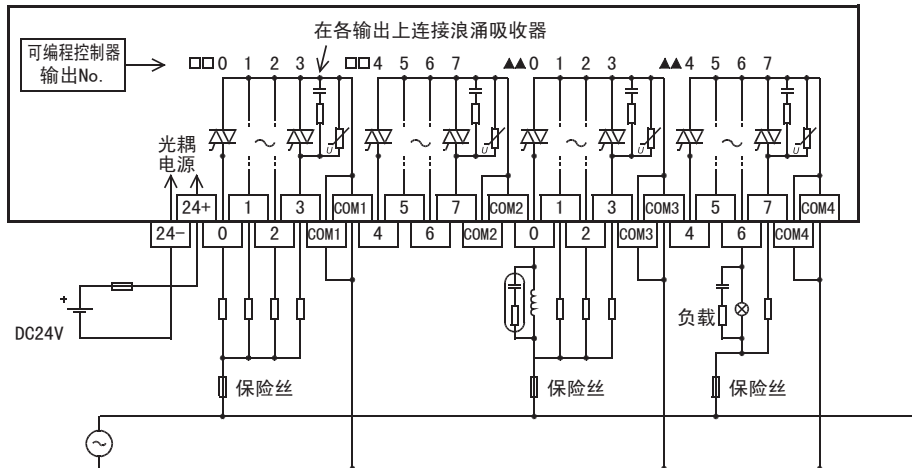 在各输出上连接浪涌吸收器
可编程控制器
输出No.
□□0 1 2 3 □□4 5 6 7 ▲▲0 1 2 3 ▲▲4 5 6 7
U U U U
光耦
电源
24+ 1 3 COM1 5 7 COM2 1 3 COM3 5 7 COM4
24- 0 2 COM1 4 6 COM2 0 2 COM3 4 6 COM4
+
DC24V
负载
保险丝 保险丝 保险丝